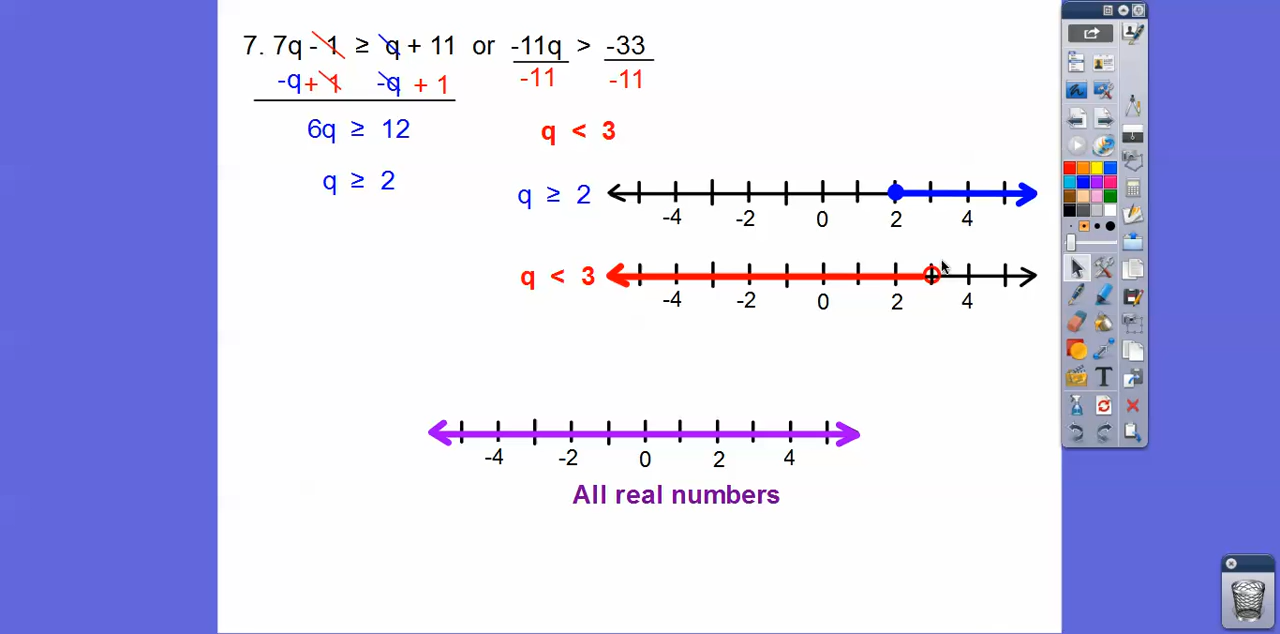 7. 7q - 1 ≥ q + 11 or -11q > -33
-q + 1 -q + 1 -11 -11
6q ≥ 12 q < 3
q ≥ 2
q ≥ 2
-4 -2 0 2 4
q < 3
-4 -2 0 2 4
-4 -2 0 2 4
All real numbers
T